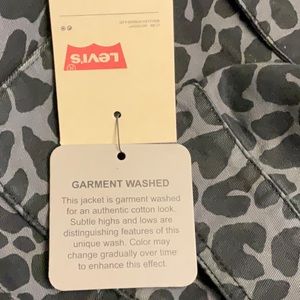 LEVI'S
GARMENT WASHED
This jacket is garment washed
for an authentic cotton look.
Subtle highs and lows are
distinguishing features of this
unique wash. Color may
change gradually over time
to enhance this effect.